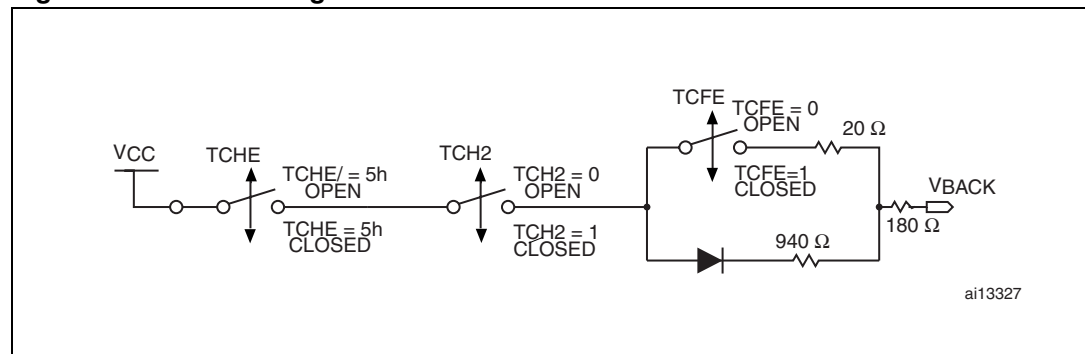 TCFE
TCFE = 0
OPEN
20 Ω
VCC
TCHE
TCHE/ = 5h
OPEN
TCH2
TCH2 = 0
OPEN
TCFE=1
CLOSED
VBACK
TCHE = 5h
CLOSED
TCH2 = 1
CLOSED
180 Ω
940 Ω
ai13327